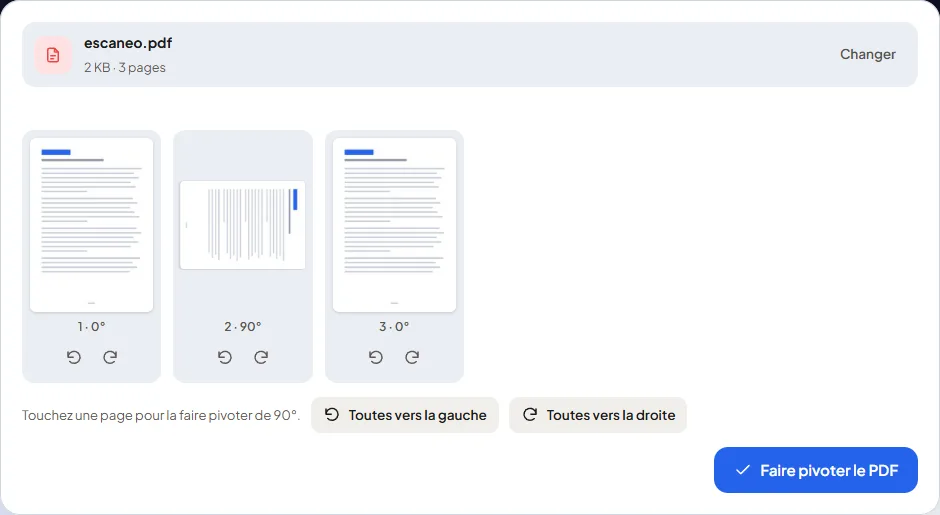 escaneo.pdf
2 KB · 3 pages
Changer
1 · 0°
2 · 90°
3 · 0°
Touchez une page pour la faire pivoter de 90°.
Toutes vers la gauche
Toutes vers la droite
Faire pivoter le PDF